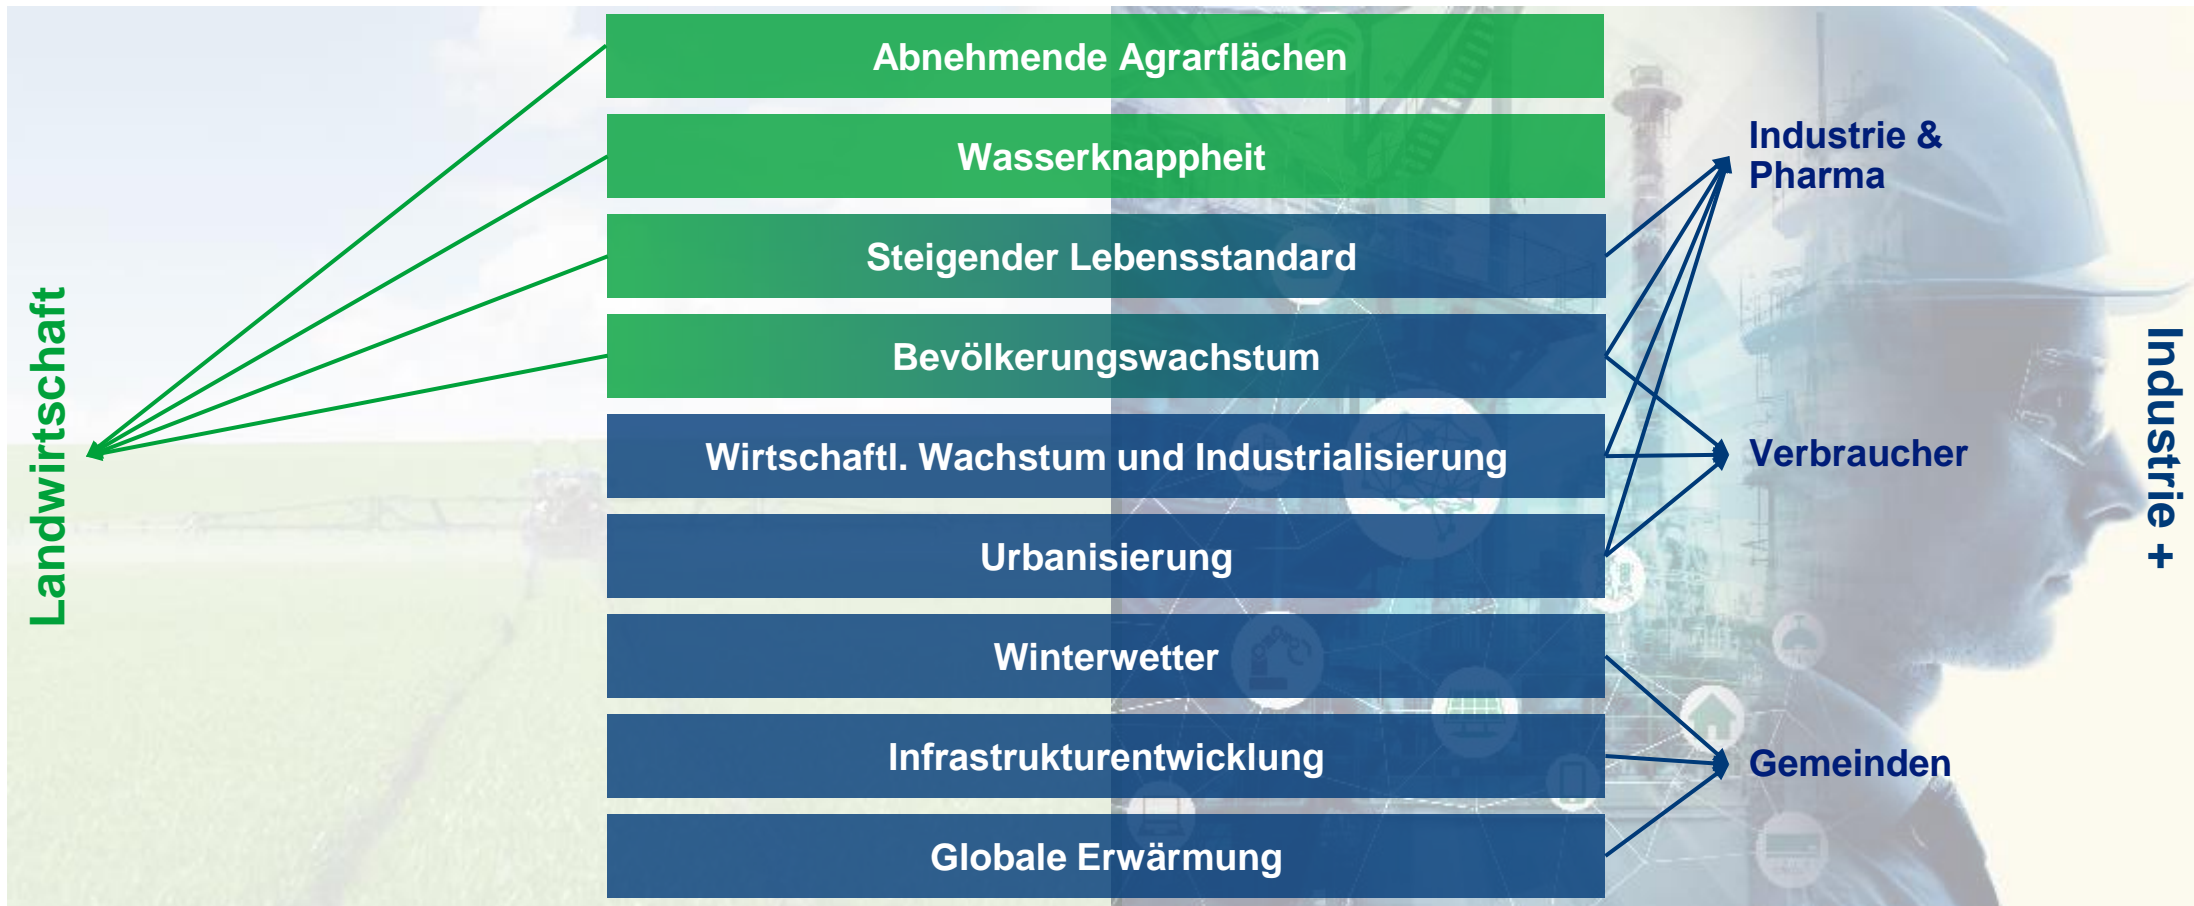 Landwirtschaft
Abnehmende Agrarflächen
Wasserknappheit
Steigender Lebensstandard
Bevölkerungswachstum
Wirtschaftl. Wachstum und Industrialisierung
Urbanisierung
Winterwetter
Infrastrukturentwicklung
Globale Erwärmung
Industrie &
Pharma
Verbraucher
Gemeinden
Industrie +